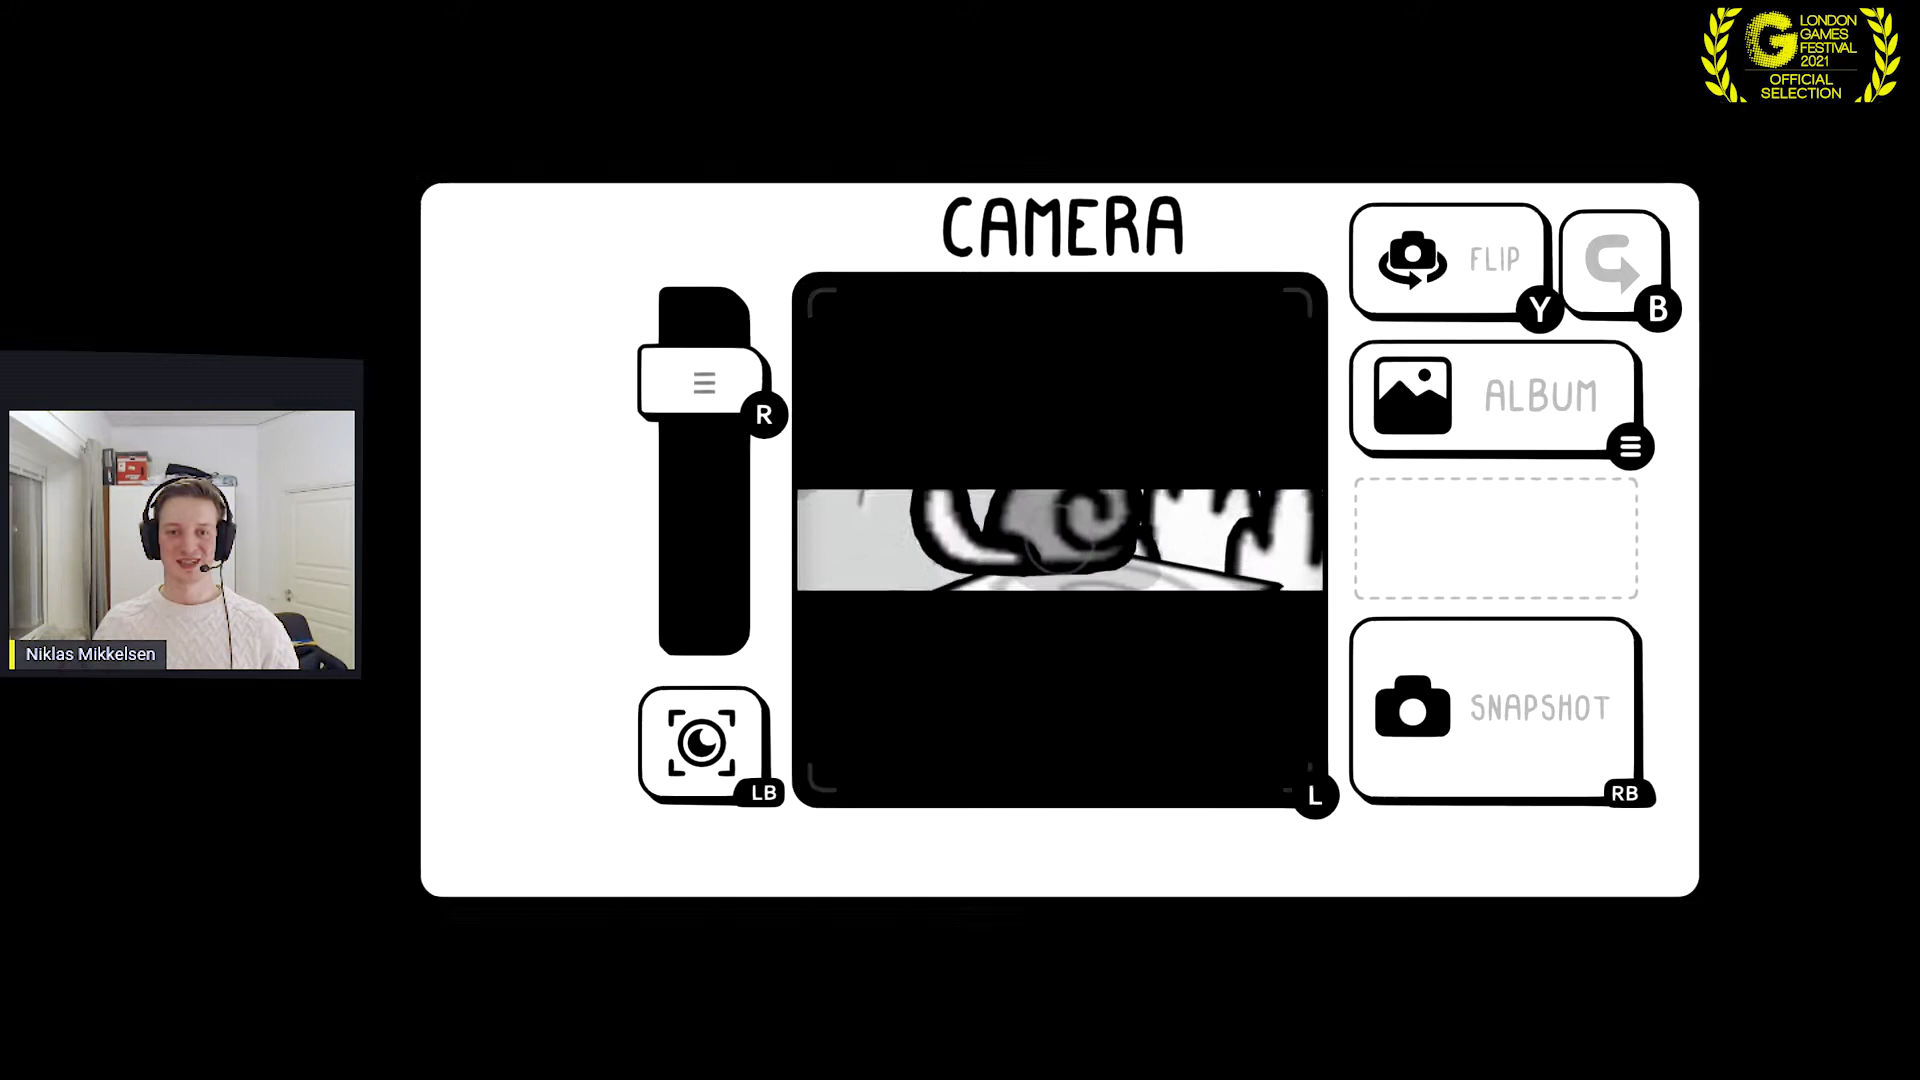 LONDON
GAMES
FESTIVAL
2021
OFFICIAL
SELECTION
CAMERA
FLIP
Y
B
R
ALBUM
Niklas Mikkelsen
SNAPSHOT
LB
L
RB